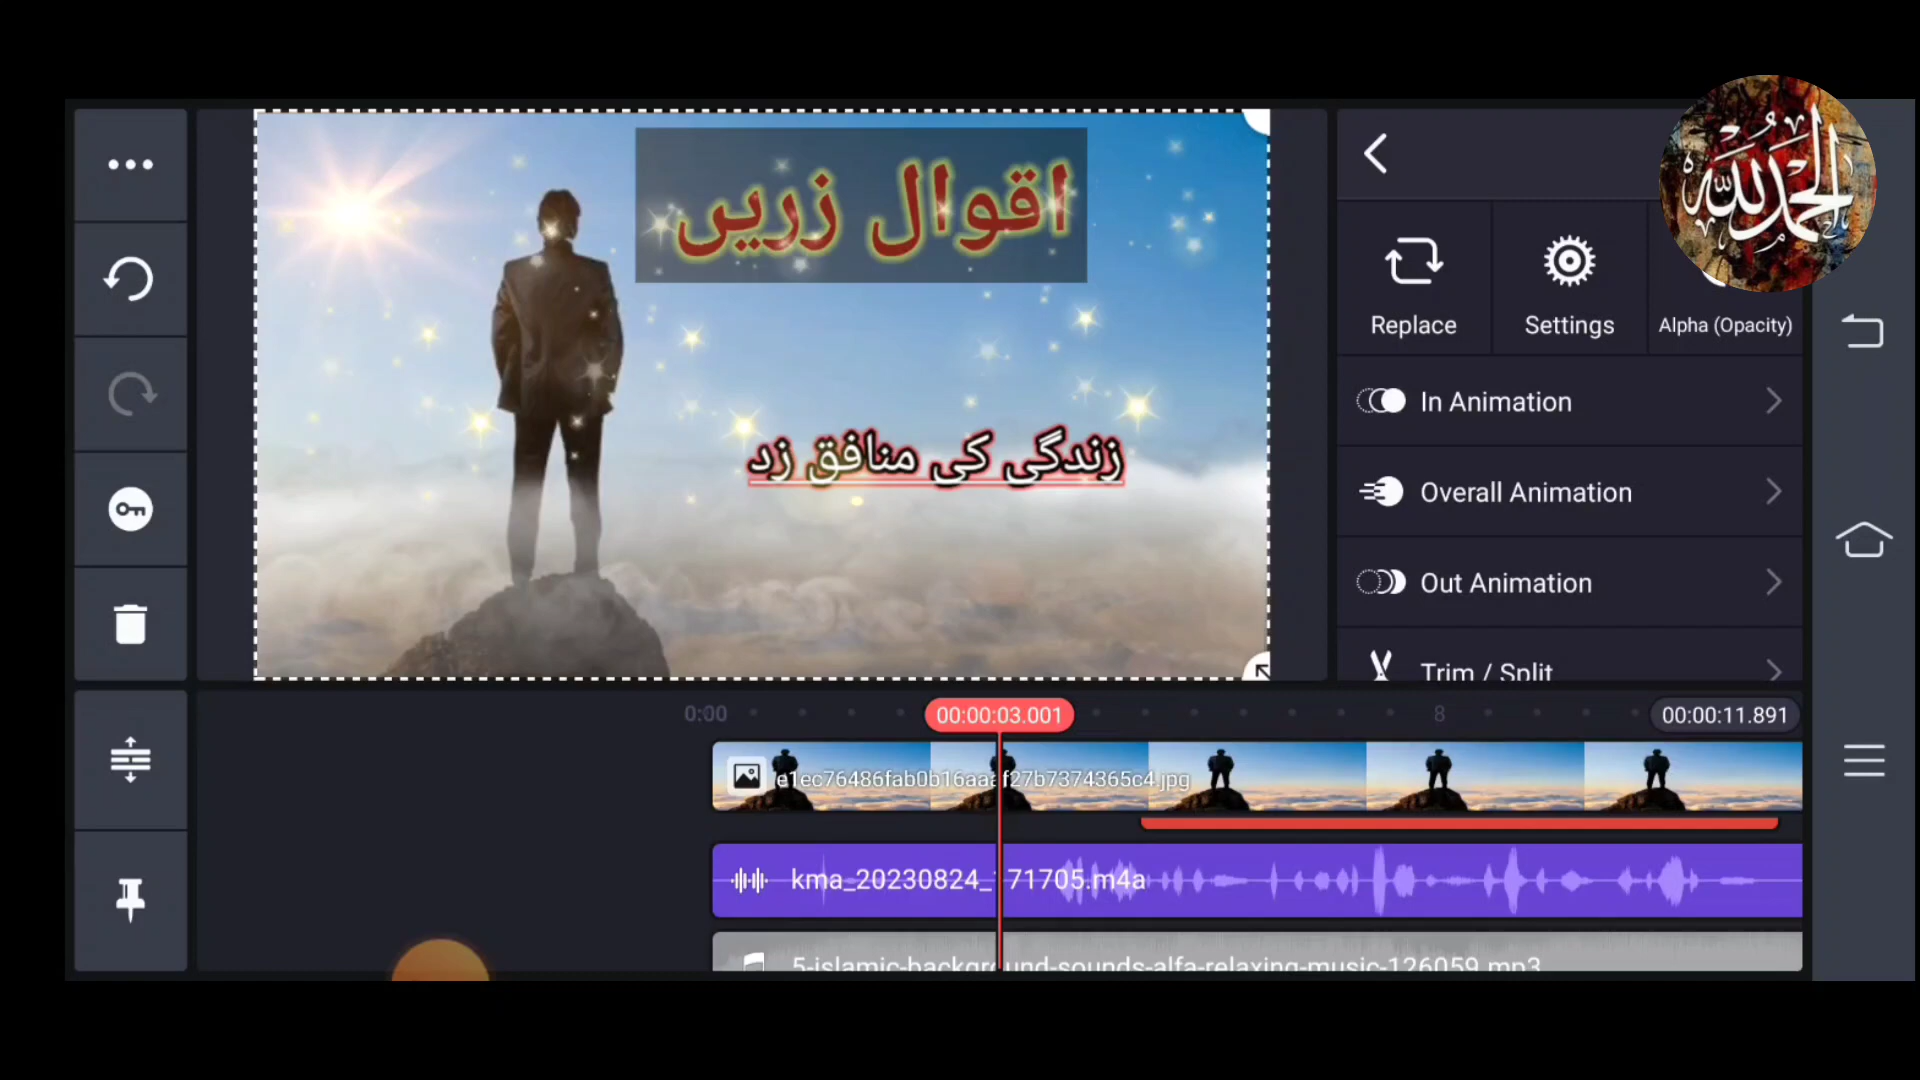 الحمدلله
اقوال زریں
زندگی کی منافق زد
Replace
Settings
Alpha (Opacity)
In Animation
Overall Animation
Out Animation
Trim / Split
0:00
00:00:03.001
8
00:00:11.891
e1ec76486fab0b16aaaf27b7374365c4.jpg
kma_20230824_171705.m4a
5-islamic-background-sounds-alfa-relaxing-music-126059.mp3